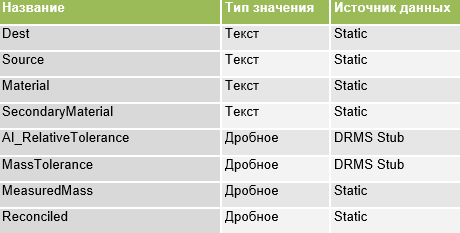 Название Тип значения Источник данных
Dest Текст Static
Source Текст Static
Material Текст Static
SecondaryMaterial Текст Static
AI_RelativeTolerance Дробное DRMS Stub
MassTolerance Дробное DRMS Stub
MeasuredMass Дробное Static
Reconciled Дробное Static